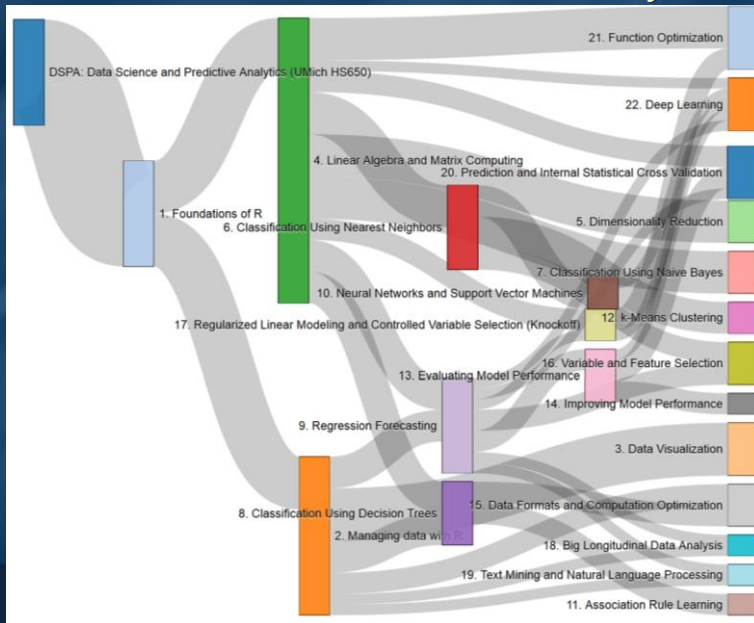 21. Function Optimization
DSPA: Data Science and Predictive Analytics (UMich HS650)
22. Deep Learning
4. Linear Algebra and Matrix Computing
20. Prediction and Internal Statistical Cross Validation
1. Foundations of R
5. Dimensionality Reduction
6. Classification Using Nearest Neighbors
7. Classification Using Naive Bayes
10. Neural Networks and Support Vector Machines
12. k-Means Clustering
17. Regularized Linear Modeling and Controlled Variable Selection (Knockoff)
16. Variable and Feature Selection
13. Evaluating Model Performance
14. Improving Model Performance
9. Regression Forecasting
3. Data Visualization
15. Data Formats and Computation Optimization
8. Classification Using Decision Trees
2. Managing data with R
18. Big Longitudinal Data Analysis
19. Text Mining and Natural Language Processing
11. Association Rule Learning